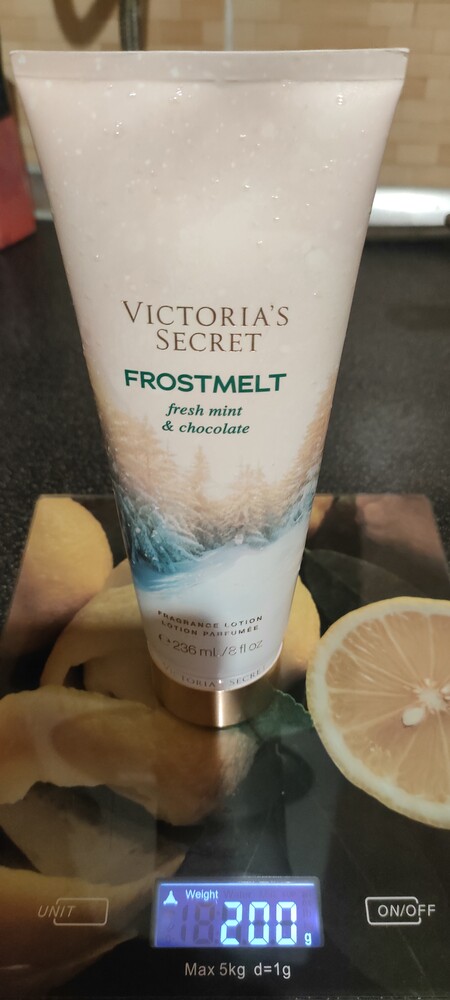 VICTORIA'S
SECRET
FROSTMELT
fresh mint
& chocolate
FRAGRANCE LOTION
LOTION PARFUMÉE
236 ml/8 fl oz
SECRET
Weight
200 g
UNIT
ON/OFF
Max 5kg d=1g